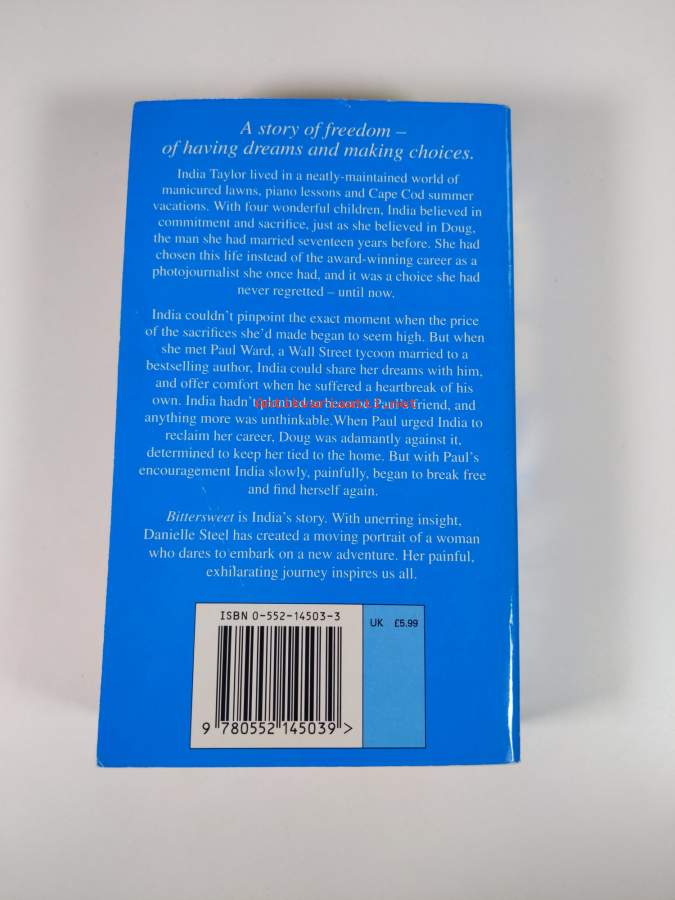 A story of freedom –
of having dreams and making choices.
India Taylor lived in a neatly-maintained world of
manicured lawns, piano lessons and Cape Cod summer
vacations. With four wonderful children, India believed in
commitment and sacrifice, just as she believed in Doug,
the man she had married seventeen years before. She had
chosen this life instead of the award-winning career as a
photojournalist she once had, and it was a choice she had
never regretted – until now.
India couldn't pinpoint the exact moment when the price
of the sacrifices she'd made began to seem high. But when
she met Paul Ward, a Wall Street tycoon married to a
bestselling author, India could share her dreams with him,
and offer comfort when he suffered a heartbreak of his
own. India hadn't Paul's friend, and
anything more was unthinkable.When Paul urged India to
reclaim her career, Doug was adamantly against it,
determined to keep her tied to the home. But with Paul's
encouragement India slowly, painfully, began to break free
and find herself again.
Bittersweet is India's story. With unerring insight,
Danielle Steel has created a moving portrait of a woman
who dares to embark on a new adventure. Her painful,
exhilarating journey inspires us all.
ISBN 0-552-14503-3
UK £5.99
9 780552 145039 >